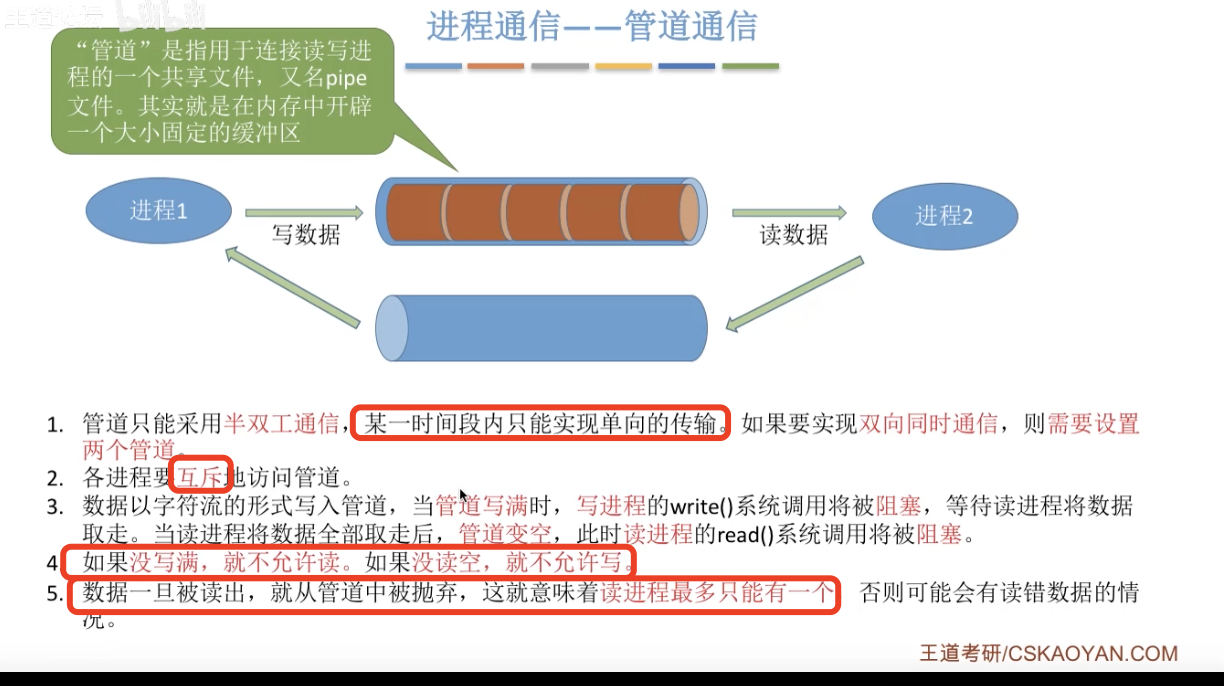 进程通信——管道通信
“管道”是指用于连接读写进
程的一个共享文件，又名pipe
文件。其实就是在内存中开辟
一个大小固定的缓冲区
进程1
写数据
读数据
进程2
1. 管道只能采用半双工通信，某一时间段内只能实现单向的传输。如果要实现双向同时通信，则需要设置
两个管道。
2. 各进程要互斥地访问管道。
3. 数据以字符流的形式写入管道，当管道写满时，写进程的write()系统调用将被阻塞，等待读进程将数据
取走。当读进程将数据全部取走后，管道变空，此时读进程的read()系统调用将被阻塞。
4 如果没写满，就不允许读。如果没读空，就不允许写。
5. 数据一旦被读出，就从管道中被抛弃，这就意味着读进程最多只能有一个 否则可能会有读错数据的情
况。
王道考研/CSKAOYAN.COM